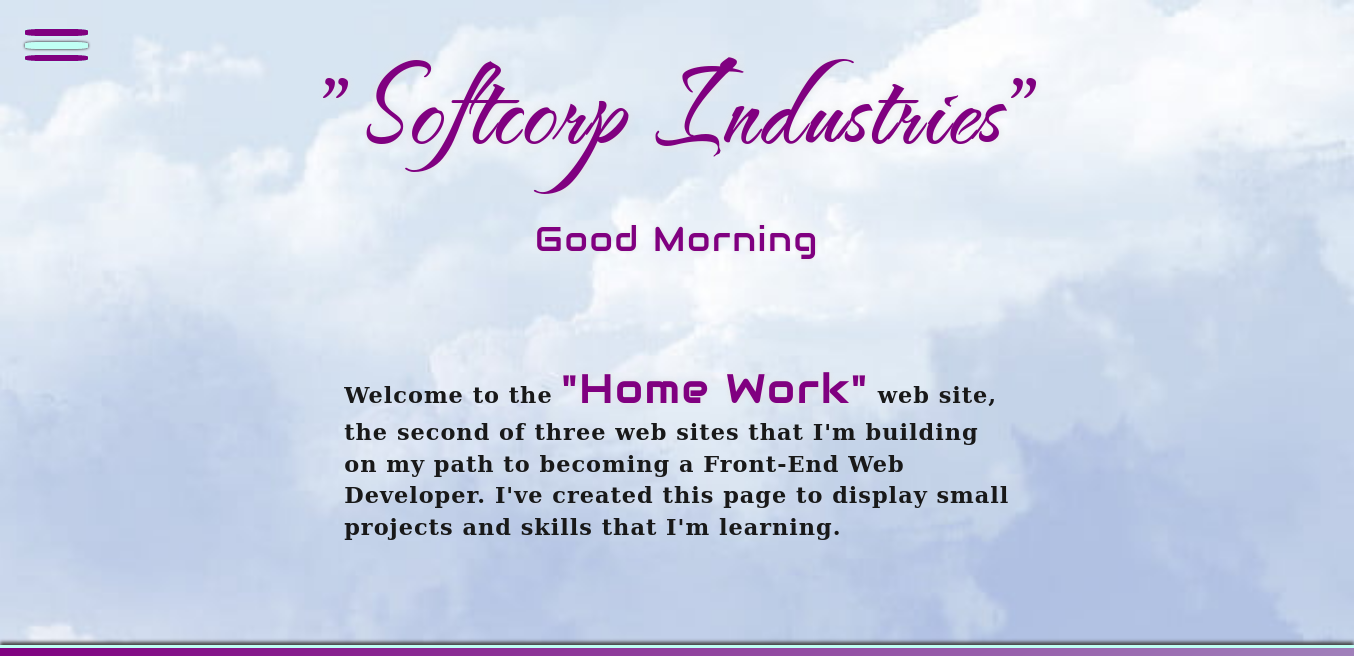 ” Softcorp Industries”
Good Morning
Welcome to the "Home Work" web site,
the second of three web sites that I'm building
on my path to becoming a Front-End Web
Developer. I've created this page to display small
projects and skills that I'm learning.